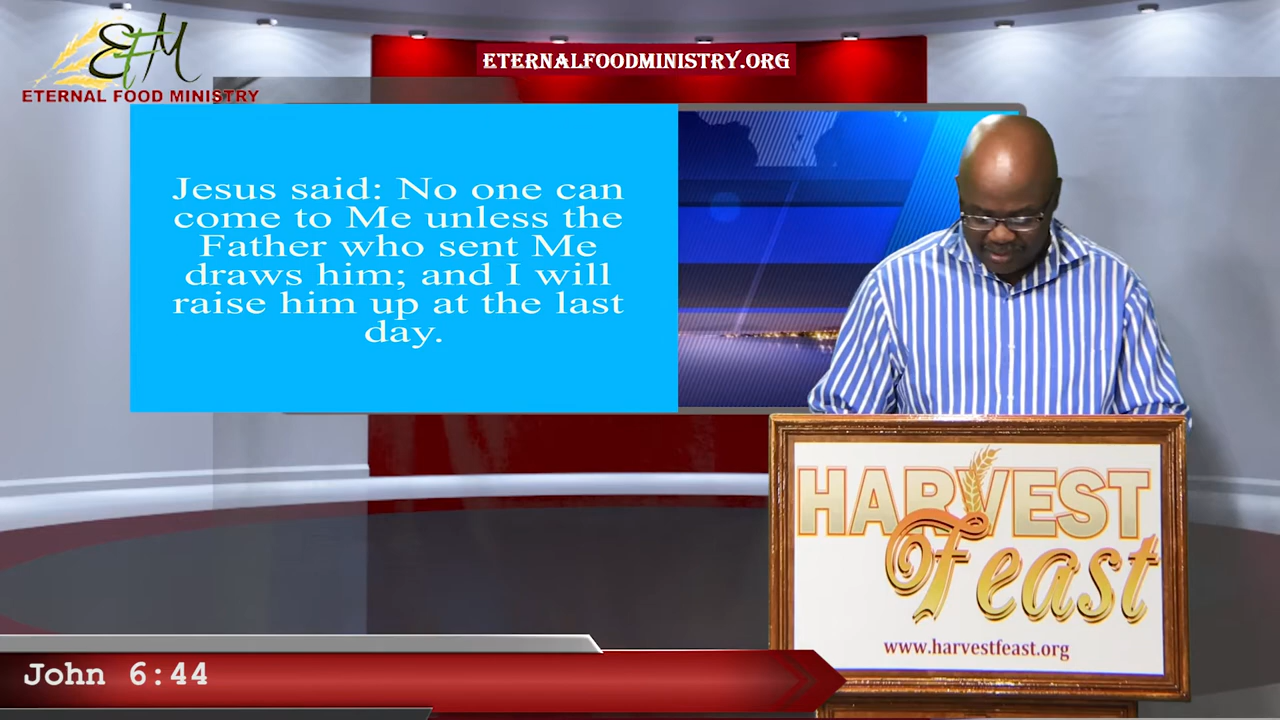 EFM
ETERNAL FOOD MINISTRY
ETERNALFOODMINISTRY.ORG
Jesus said: No one can
come to Me unless the
Father who sent Me
draws him; and I will
raise him up at the last
day.
HARVEST
Feast
www.harvestfeast.org
John 6:44